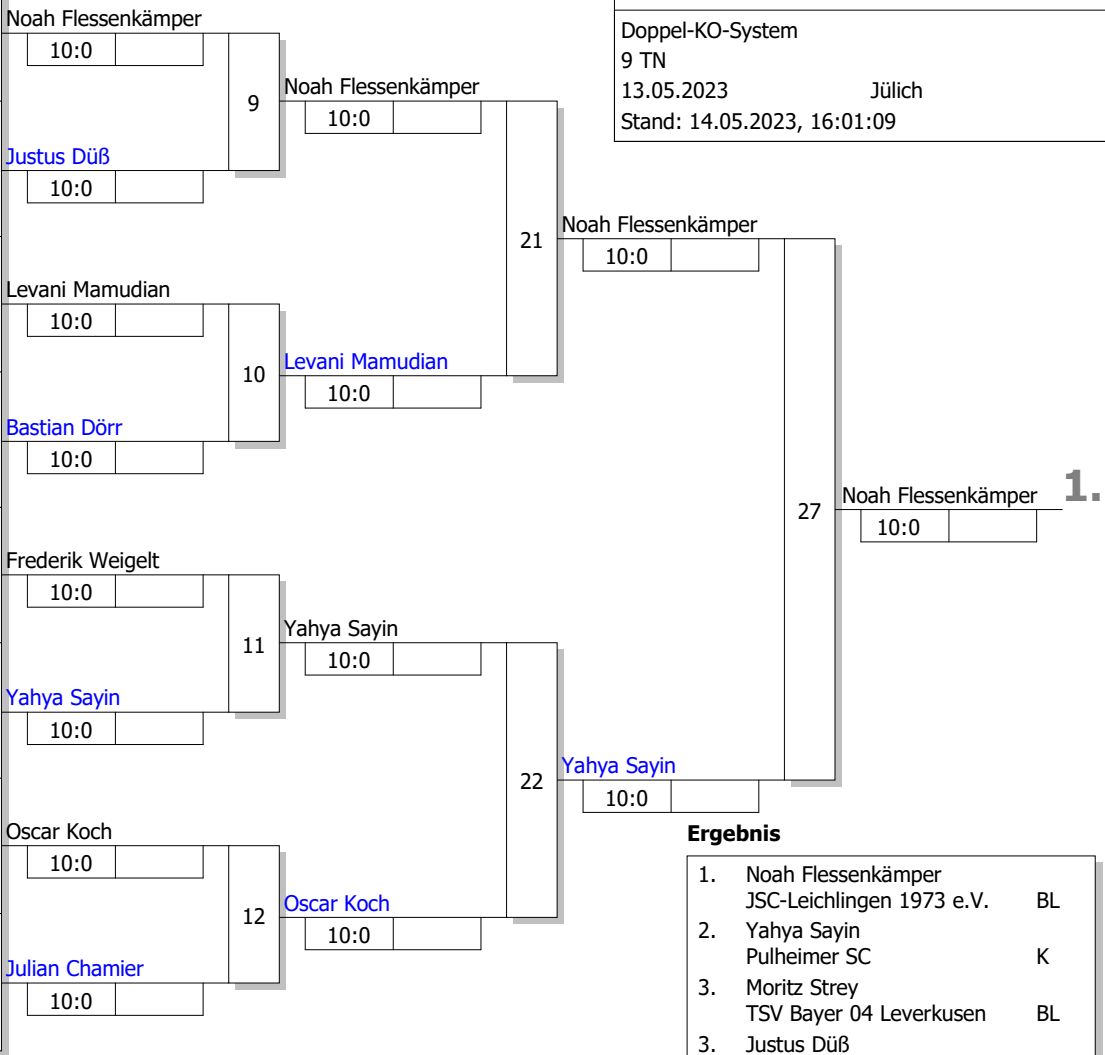 Doppel-KO-System
9 TN
13.05.2023 Jülich
Stand: 14.05.2023, 16:01:09
Noah Flessenkämper
10:0
9
Justus Düß
10:0
Noah Flessenkämper
10:0
Levani Mamudian
10:0
10
Bastian Dörr
10:0
Levani Mamudian
10:0
21
Noah Flessenkämper
10:0
Frederik Weigelt
10:0
11
Yahya Sayin
10:0
Yahya Sayin
10:0
Oscar Koch
10:0
12
Julian Chamier
10:0
Oscar Koch
10:0
22
Yahya Sayin
10:0
27
Noah Flessenkämper 1.
10:0
Ergebnis
1. Noah Flessenkämper
JSC-Leichlingen 1973 e.V. BL
2. Yahya Sayin
Pulheimer SC K
3. Moritz Strey
TSV Bayer 04 Leverkusen BL
3. Justus Düß